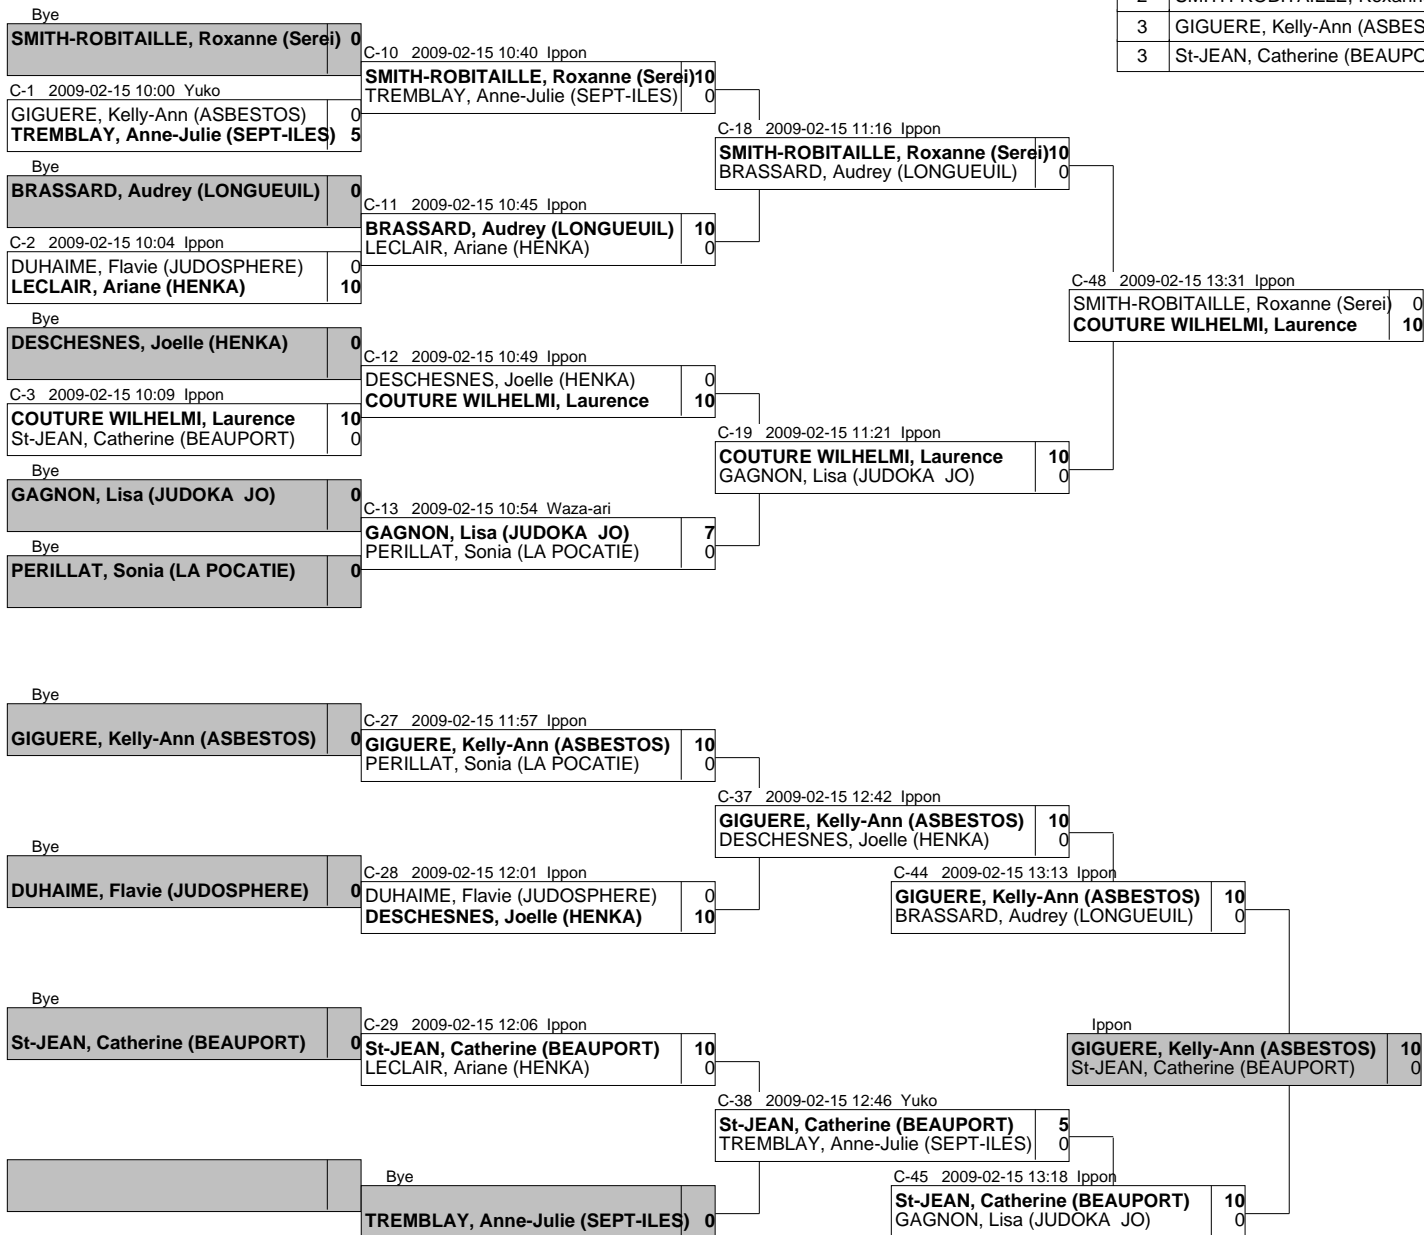 2 SMITH-ROBITAILLE, Roxann
3 GIGUERE, Kelly-Ann (ASBES
3 St-JEAN, Catherine (BEAUPO
Bye
SMITH-ROBITAILLE, Roxanne (Serei) 0
C-1 2009-02-15 10:00 Yuko
GIGUERE, Kelly-Ann (ASBESTOS) 0
TREMBLAY, Anne-Julie (SEPT-ILES) 5
Bye
BRASSARD, Audrey (LONGUEUIL) 0
C-2 2009-02-15 10:04 Ippon
DUHAIME, Flavie (JUDOSPHERE) 0
LECLAIR, Ariane (HENKA) 10
Bye
DESCHESNES, Joelle (HENKA) 0
C-3 2009-02-15 10:09 Ippon
COUTURE WILHELMI, Laurence 10
St-JEAN, Catherine (BEAUPORT) 0
Bye
GAGNON, Lisa (JUDOKA JO) 0
Bye
PERILLAT, Sonia (LA POCATIE) 0
C-10 2009-02-15 10:40 Ippon
SMITH-ROBITAILLE, Roxanne (Serei) 10
TREMBLAY, Anne-Julie (SEPT-ILES) 0
C-11 2009-02-15 10:45 Ippon
BRASSARD, Audrey (LONGUEUIL) 10
LECLAIR, Ariane (HENKA) 0
C-12 2009-02-15 10:49 Ippon
DESCHESNES, Joelle (HENKA) 0
COUTURE WILHELMI, Laurence 10
C-13 2009-02-15 10:54 Waza-ari
GAGNON, Lisa (JUDOKA JO) 7
PERILLAT, Sonia (LA POCATIE) 0
C-18 2009-02-15 11:16 Ippon
SMITH-ROBITAILLE, Roxanne (Serei) 10
BRASSARD, Audrey (LONGUEUIL) 0
C-19 2009-02-15 11:21 Ippon
COUTURE WILHELMI, Laurence 10
GAGNON, Lisa (JUDOKA JO) 0
C-48 2009-02-15 13:31 Ippon
SMITH-ROBITAILLE, Roxanne (Serei) 0
COUTURE WILHELMI, Laurence 10
Bye
GIGUERE, Kelly-Ann (ASBESTOS) 0
Bye
DUHAIME, Flavie (JUDOSPHERE) 0
Bye
St-JEAN, Catherine (BEAUPORT) 0
C-27 2009-02-15 11:57 Ippon
GIGUERE, Kelly-Ann (ASBESTOS) 10
PERILLAT, Sonia (LA POCATIE) 0
C-28 2009-02-15 12:01 Ippon
DUHAIME, Flavie (JUDOSPHERE) 0
DESCHESNES, Joelle (HENKA) 10
C-29 2009-02-15 12:06 Ippon
St-JEAN, Catherine (BEAUPORT) 10
LECLAIR, Ariane (HENKA) 0
Bye
TREMBLAY, Anne-Julie (SEPT-ILES) 0
C-37 2009-02-15 12:42 Ippon
GIGUERE, Kelly-Ann (ASBESTOS) 10
DESCHESNES, Joelle (HENKA) 0
C-38 2009-02-15 12:46 Yuko
St-JEAN, Catherine (BEAUPORT) 5
TREMBLAY, Anne-Julie (SEPT-ILES) 0
C-44 2009-02-15 13:13 Ippon
GIGUERE, Kelly-Ann (ASBESTOS) 10
BRASSARD, Audrey (LONGUEUIL) 0
C-45 2009-02-15 13:18 Ippon
St-JEAN, Catherine (BEAUPORT) 10
GAGNON, Lisa (JUDOKA JO) 0
Ippon
GIGUERE, Kelly-Ann (ASBESTOS) 10
St-JEAN, Catherine (BEAUPORT) 0